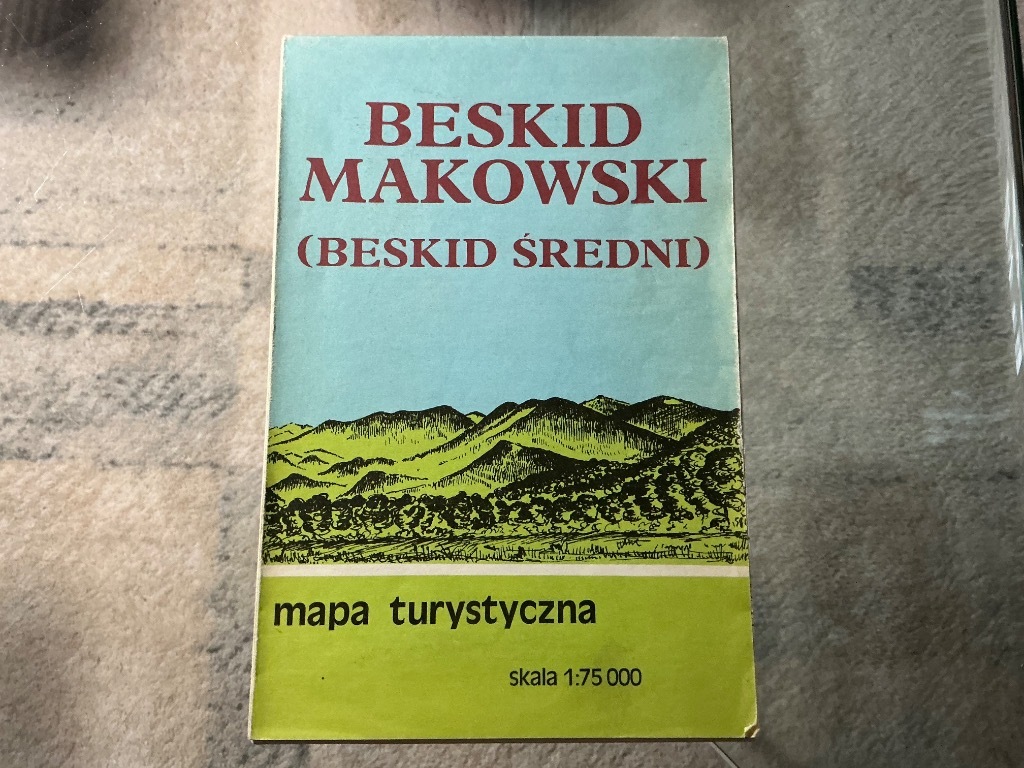 BESKID
MAKOWSKI
(BESKID ŚREDNI)
mapa turystyczna
skala 1:75 000